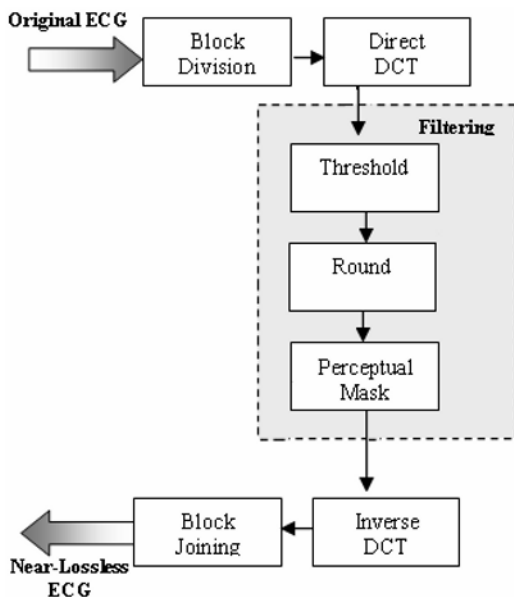 Original ECG
Block
Division
Direct
DCT
Filtering
Threshold
Round
Perceptual
Mask
Inverse
DCT
Block
Joining
Near-Lossless
ECG